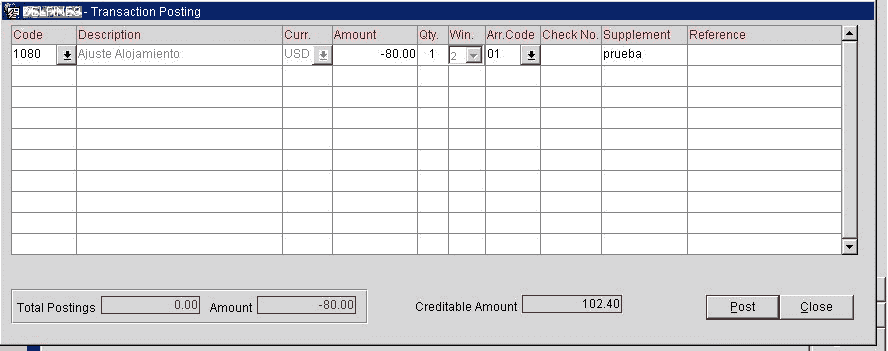 - Transaction Posting
Code Description Curr. Amount Qty. Win. Arr.Code Check No. Supplement Reference
1080 Ajuste Alojamiento USD -80.00 1 2 01 prueba
Total Postings 0.00 Amount -80.00 Creditable Amount 102.40 Post Close